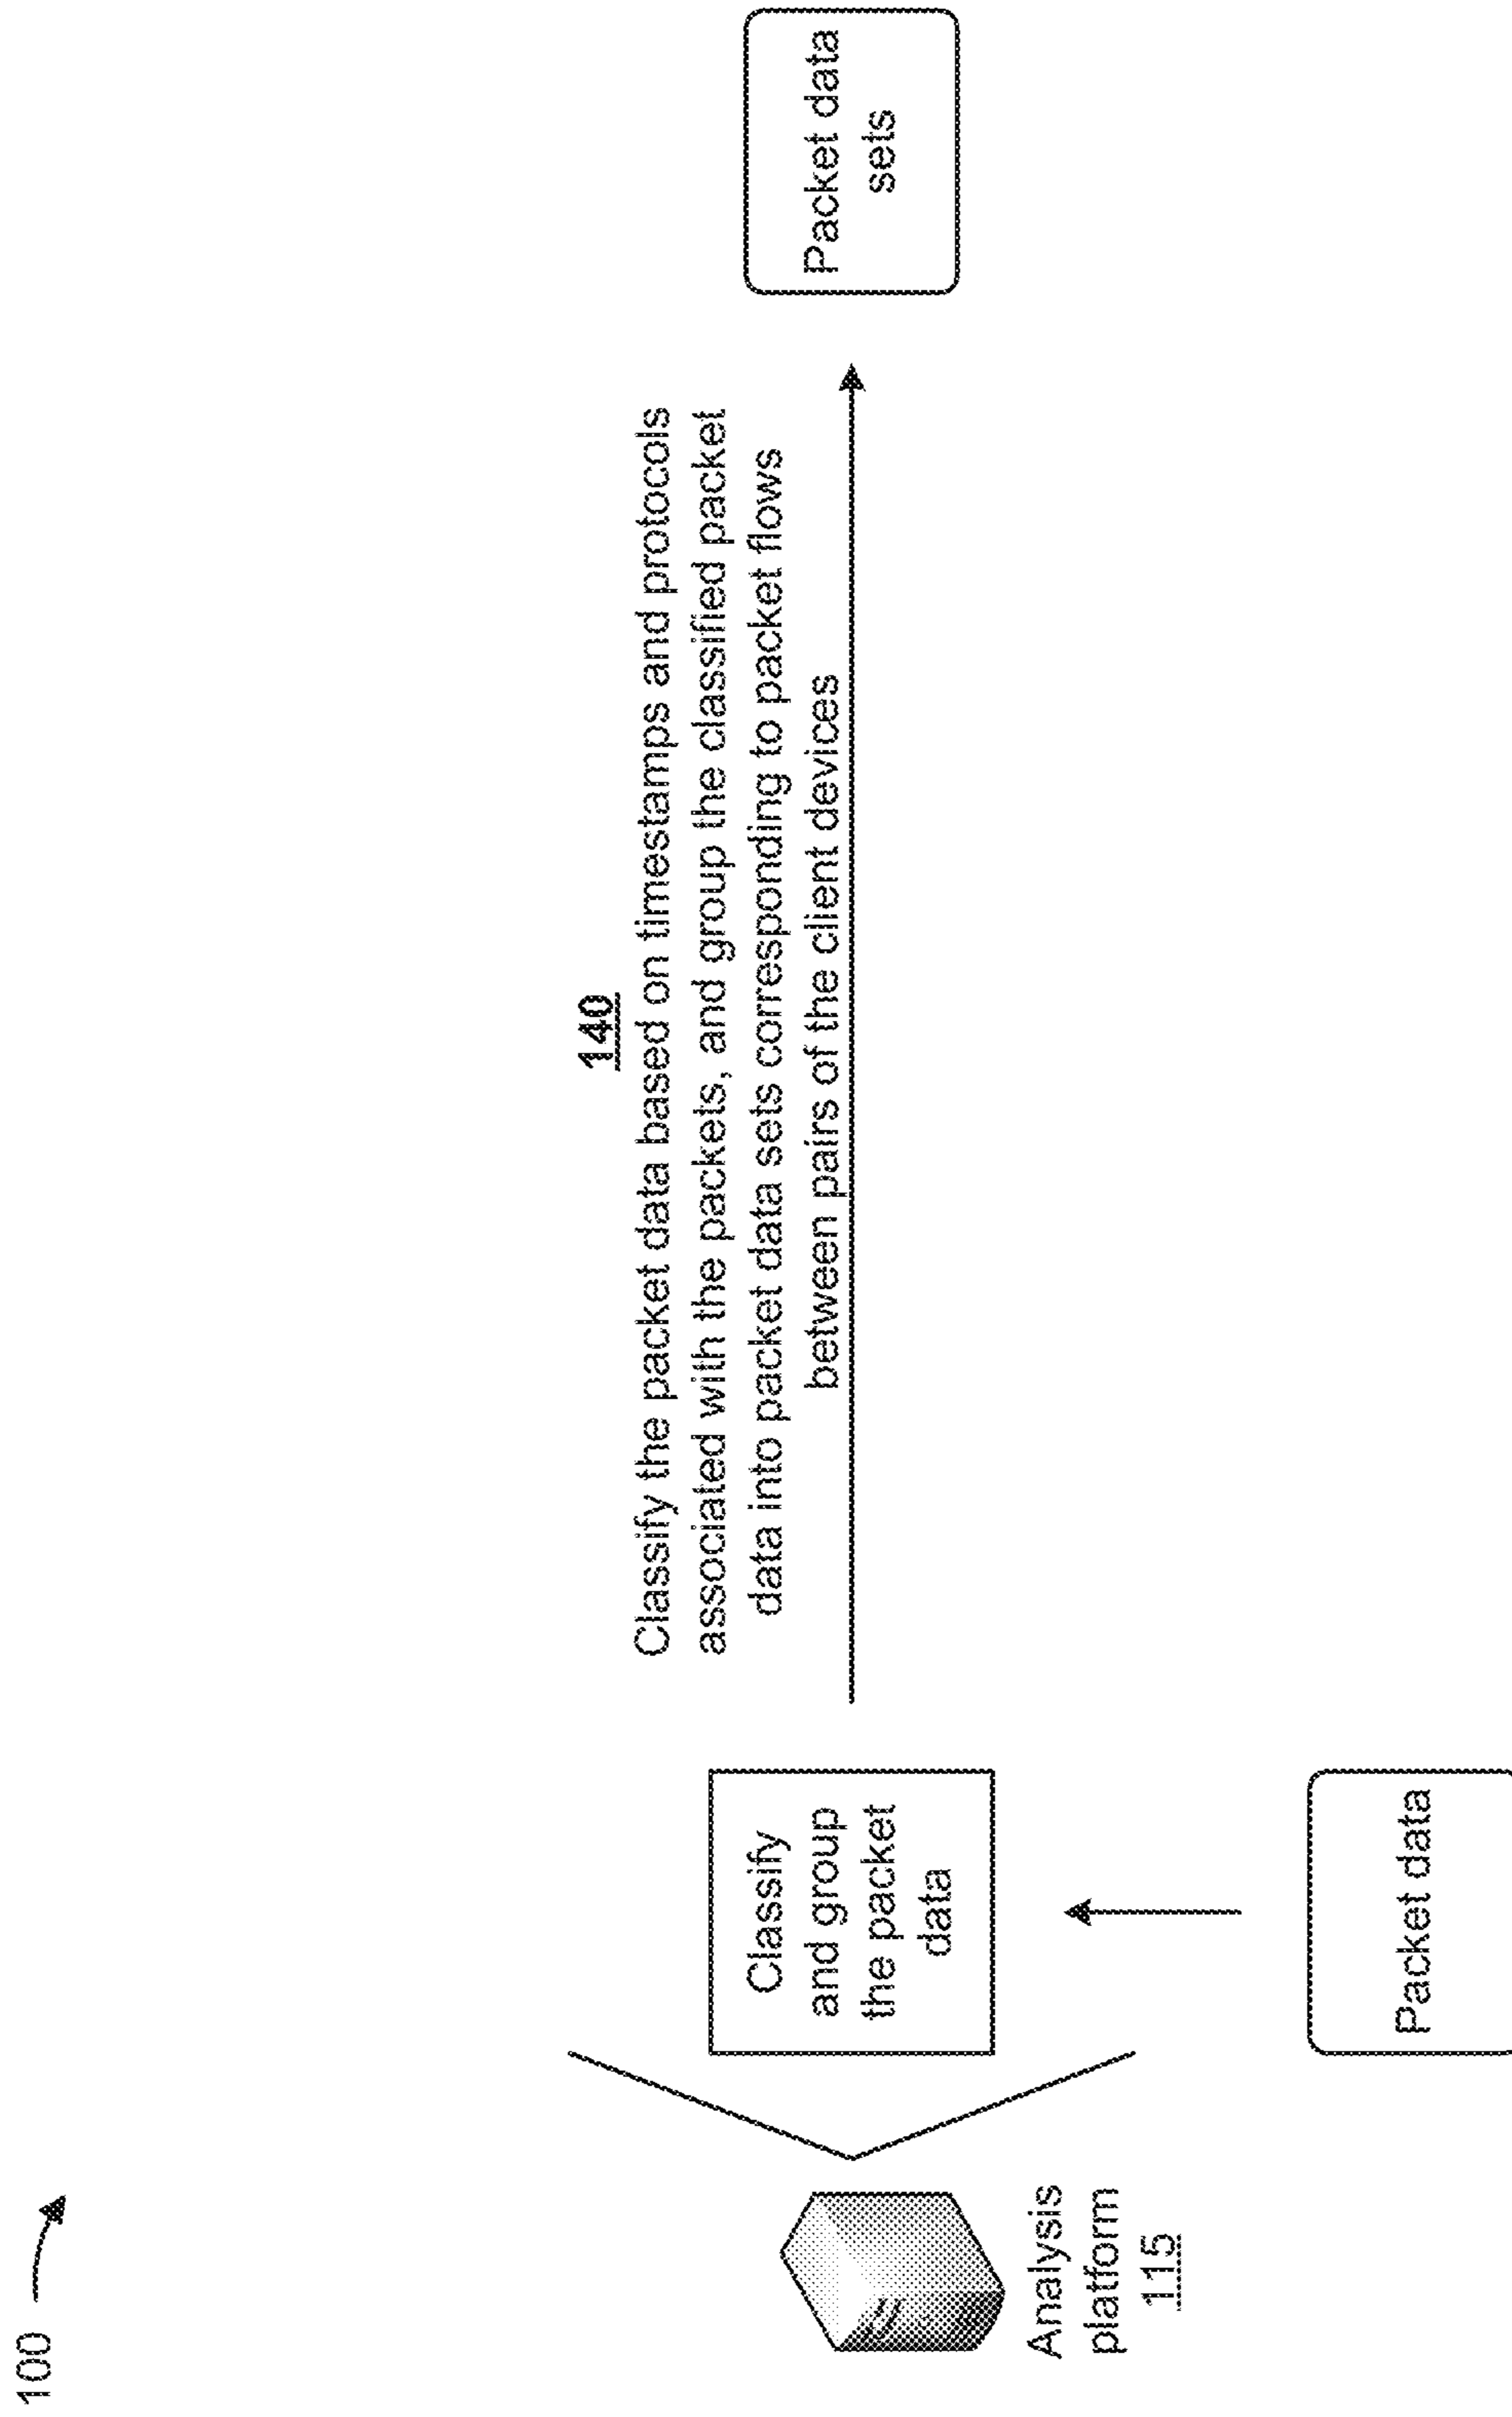 100
140
Classify the packet data based on timestamps and protocols
associated with the packets, and group the classified packet
data into packet data sets corresponding to packet flows
between pairs of the client devices
Classify
and group
the packet
data
Packet data
sets
Analysis
platform
115
Packet data